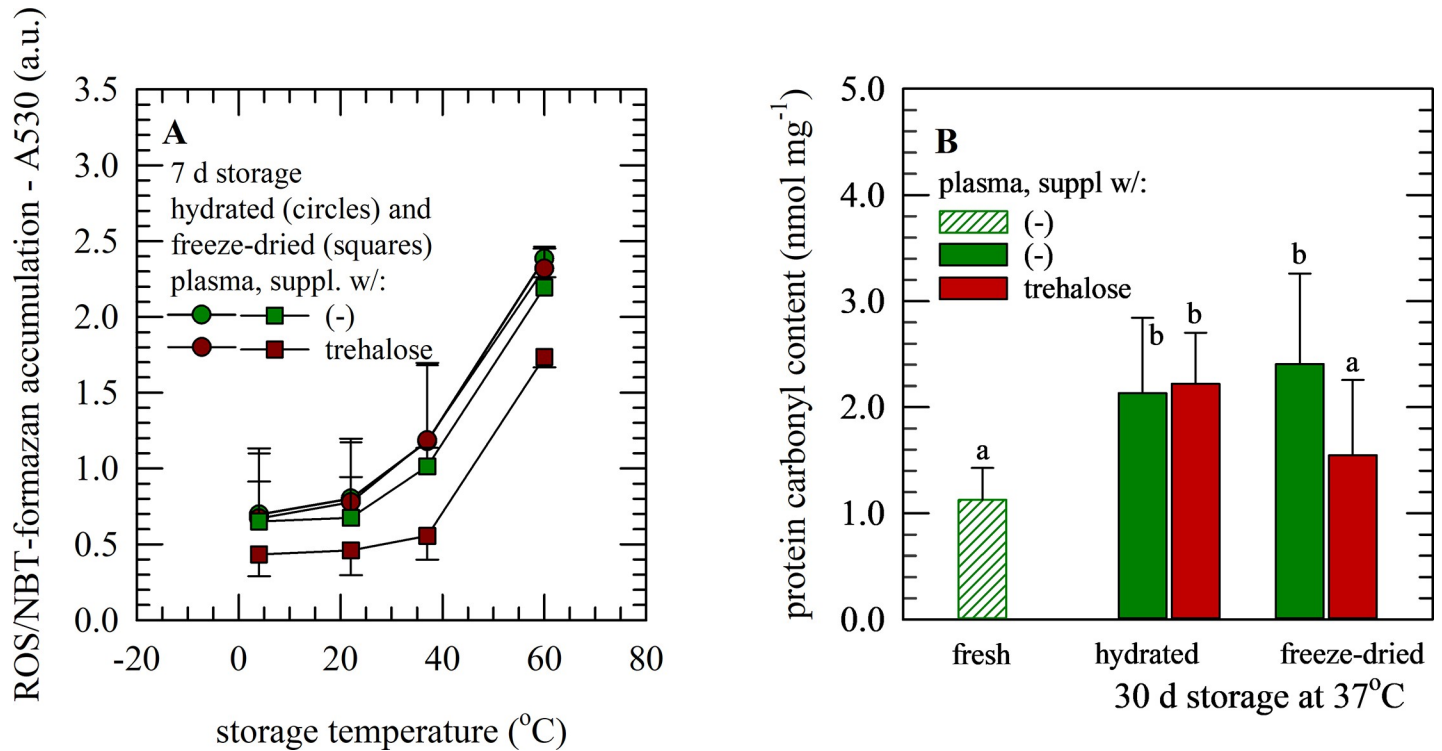 ROS/NBT-formazan accumulation - A530 (a.u.)
3.5
3.0
2.5
2.0
1.5
1.0
0.5
0.0
A
7 d storage
hydrated (circles) and
freeze-dried (squares)
plasma, suppl. w/:
(-)
trehalose
-20 0 20 40 60 80
storage temperature (°C)
protein carbonyl content (nmol mg⁻¹)
5.0
4.0
3.0
2.0
1.0
0.0
B
plasma, suppl w/:
(-)
(-)
trehalose
a
b
b
b
a
fresh hydrated freeze-dried
30 d storage at 37°C